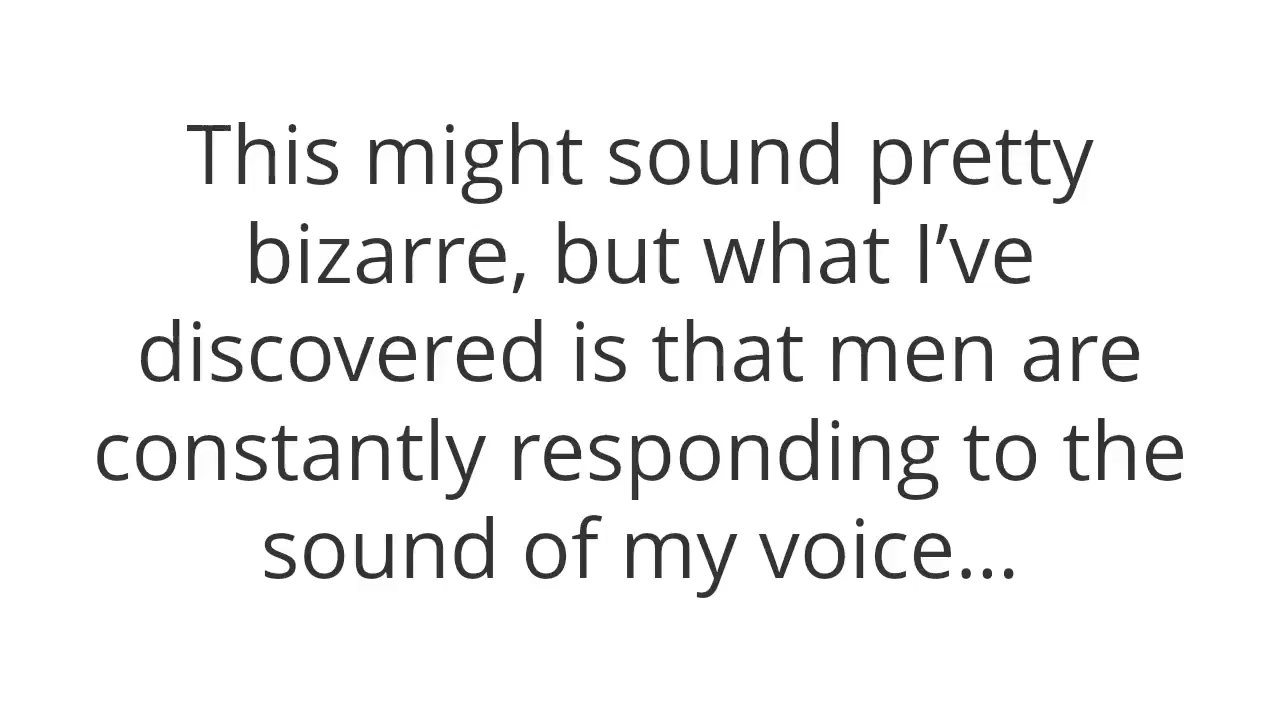 This might sound pretty
bizarre, but what I’ve
discovered is that men are
constantly responding to the
sound of my voice...